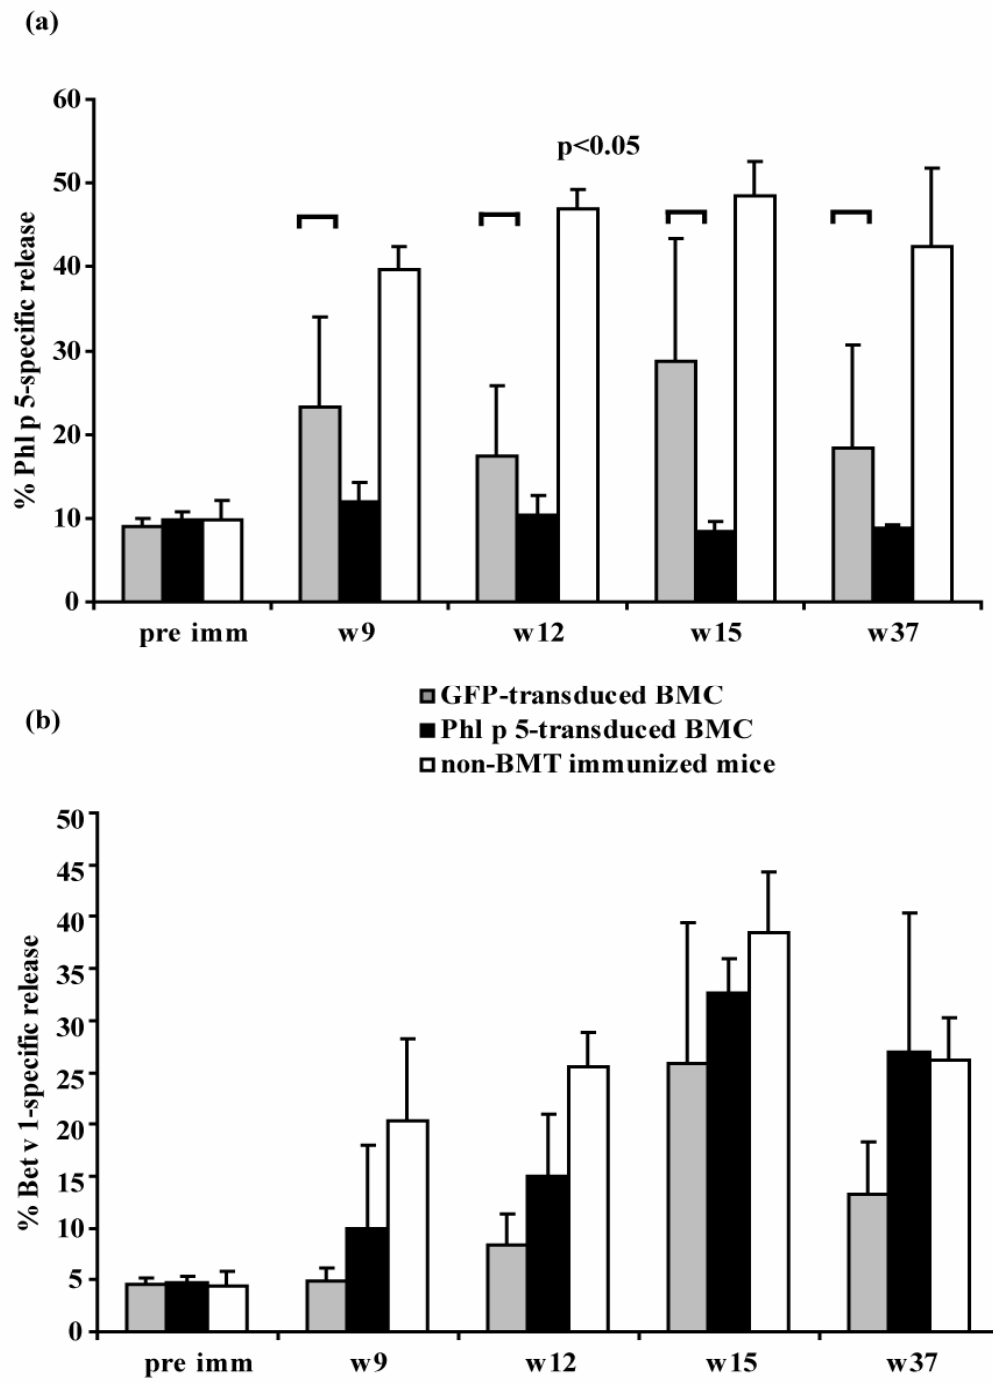 (a)
60
50
40
30
20
10
0
% Phl p 5-specific release
p<0.05
pre imm w9 w12 w15 w37
GFP-transduced BMC
Phl p 5-transduced BMC
non-BMT immunized mice
(b)
50
45
40
35
30
25
20
15
10
5
0
% Bet v 1-specific release
pre imm w9 w12 w15 w37